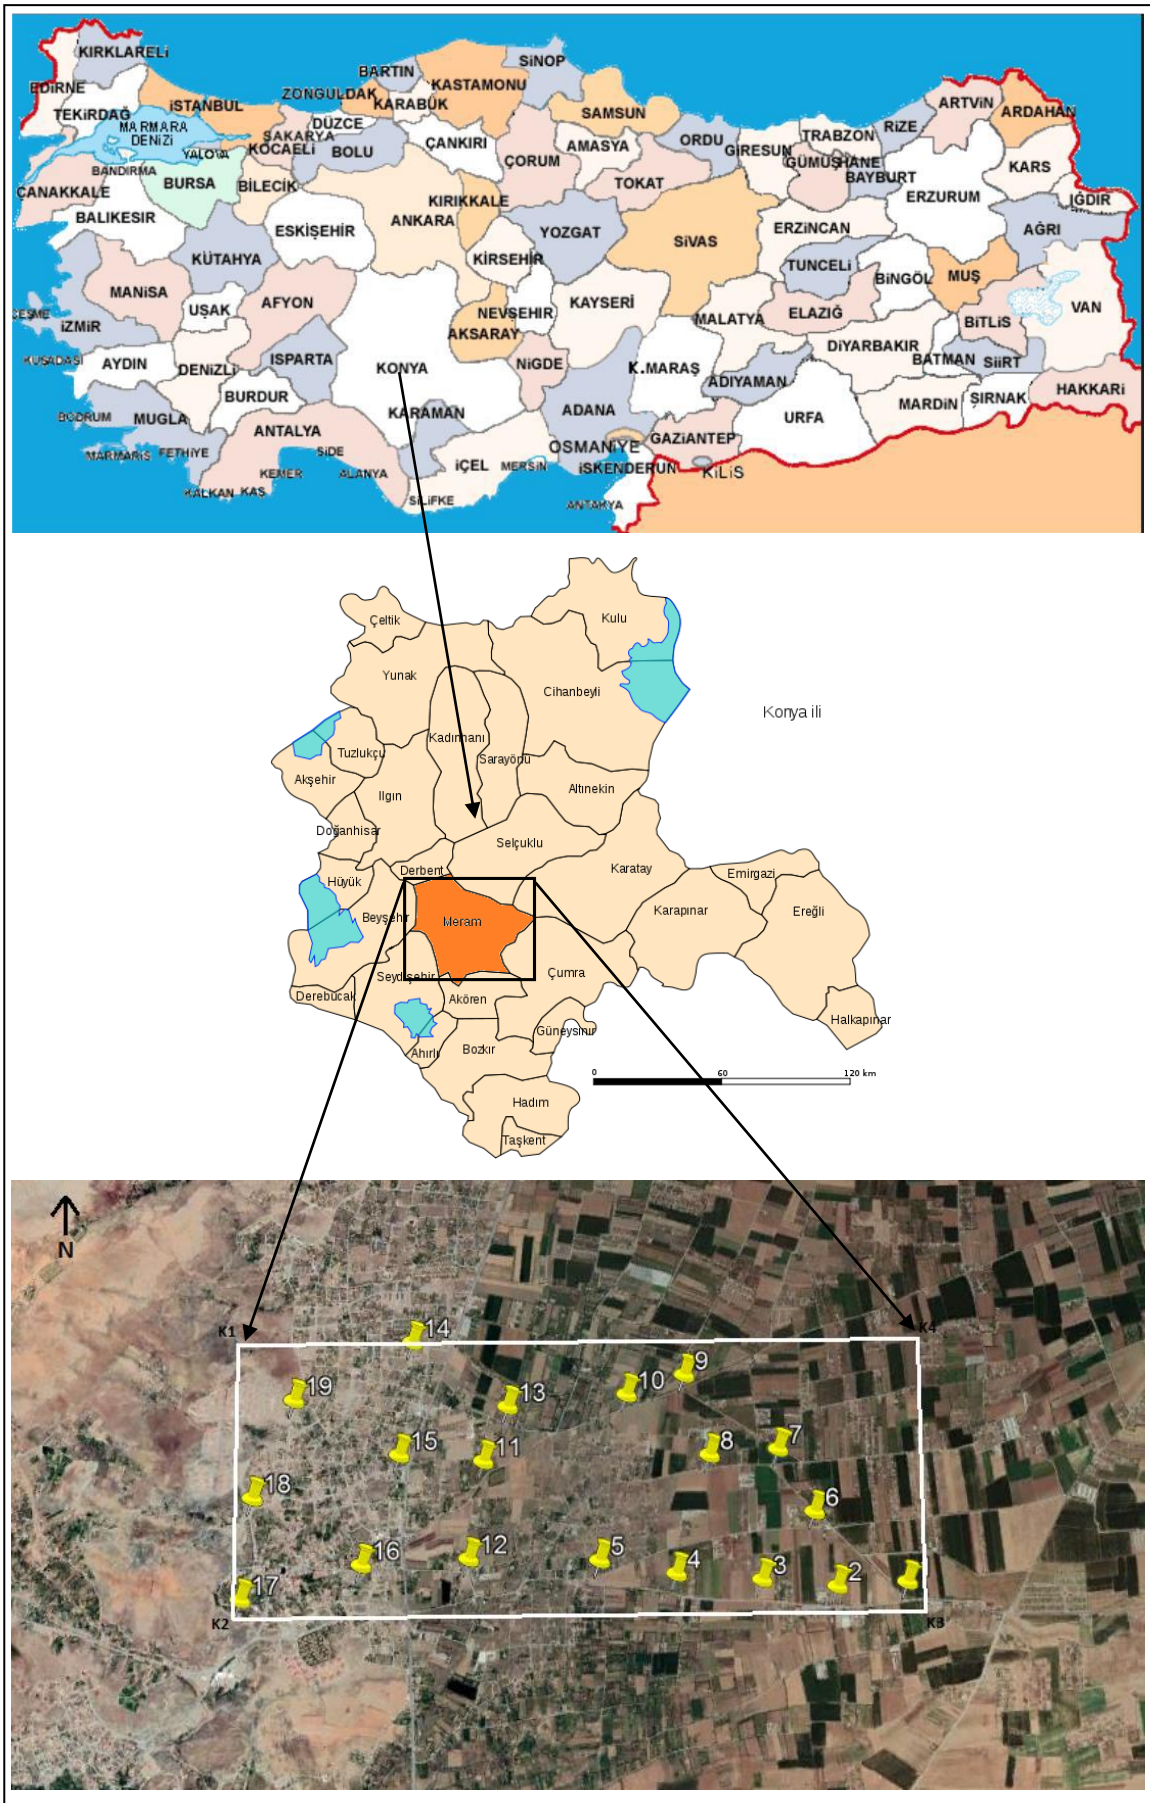 KIRKLARELİ
SİNOP
BARTIN
EDİRNE
KASTAMONU
ZONGULDAK
KARABÜK
İSTANBUL
TEKİRDAĞ
SAMSUN
ARTVİN
ARDAHAN
DÜZCE
MARMARA
DENİZİ
SAKARYA
ORDU
TRABZON
RİZE
KOCAELİ
YALOVA
BOLU
ÇANKIRI
AMASYA
GİRESUN
ÇORUM
GÜMÜŞHANE
KARS
BANDIRMA
BAYBURT
ÇANAKKALE
BURSA
BİLECİK
TOKAT
ERZURUM
IĞDIR
KIRIKKALE
BALIKESIR
ANKARA
ESKİŞEHİR
YOZGAT
SİVAS
ERZİNCAN
AĞRI
KÜTAHYA
KİRSEHİR
TUNCELİ
BİNGÖL
MUŞ
MANİSA
AFYON
UŞAK
NEVSEHIR
KAYSERİ
ELAZIĞ
VAN
MALATYA
BİTLİS
ÇEŞME
İZMİR
AKSARAY
DİYARBAKIR
KUŞADASI
AYDIN
DENİZLİ
ISPARTA
KONYA
NİGDE
K.MARAŞ
BATMAN
SİİRT
ADIYAMAN
HAKKARİ
BURDUR
ŞIRNAK
MARDİN
BODRUM
MUGLA
KARAMAN
ADANA
URFA
ANTALYA
GAZİANTEP
OSMANİYE
MARMARİS
FETHİYE
SİDE
İÇEL
MERSİN
İSKENDERUN
KİLİS
KEMER
ALANYA
KALKAN
KAŞ
SİLİFKE
ANTAKYA
Çeltik
Kulu
Yunak
Cihanbeyli
Konya ili
Kadınhanı
Tuzlukçu
Sarayönü
Akşehir
Ilgın
Altınekin
Doğanhisar
Selçuklu
Derbent
Karatay
Emirgazi
Hüyük
Beyşehir
Meram
Karapınar
Ereğli
Seydişehir
Çumra
Derebucak
Akören
Halkapınar
Güneysınır
Ahırlı
Bozkır
0 60 120 km
Hadım
Taşkent
N
K1
14
K4
9
19
10
13
15
11
8
7
18
6
16
12
5
4
3
2
17
K2
K3